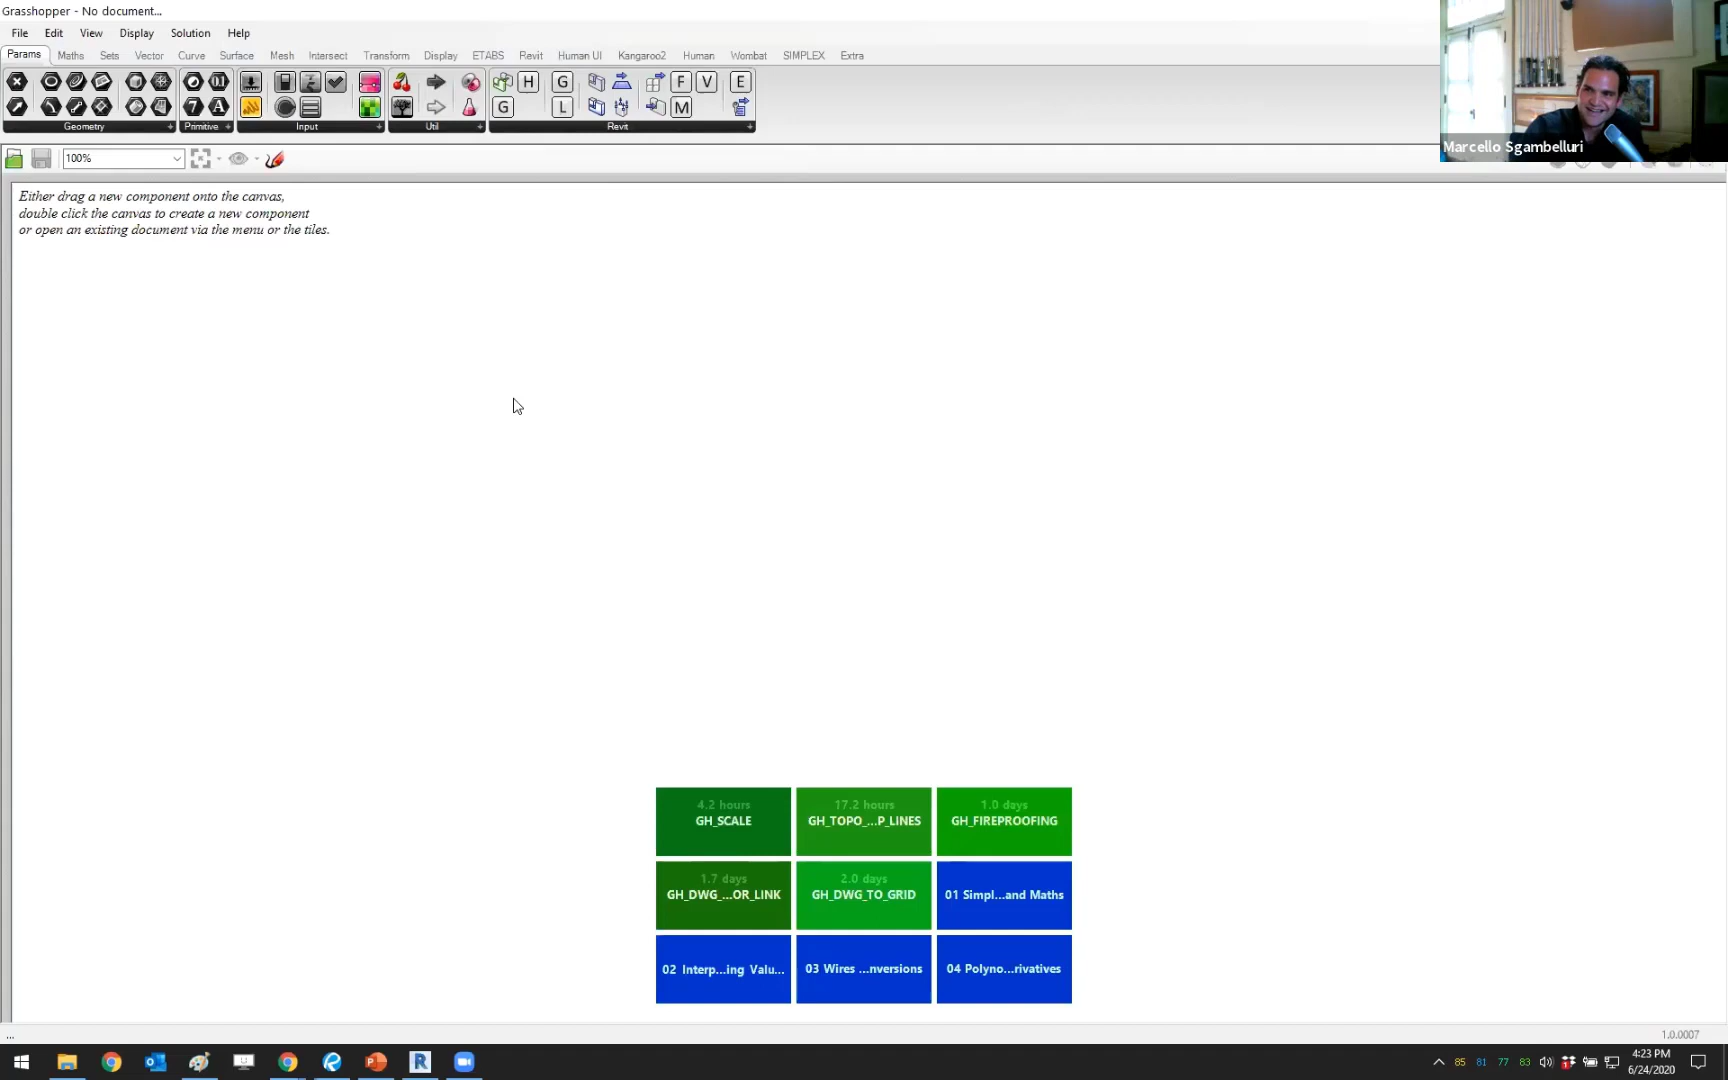 Grasshopper - No document...
File Edit View Display Solution Help
Params Maths Sets Vector Curve Surface Mesh Intersect Transform Display ETABS Revit Human UI Kangaroo2 Human Wombat SIMPLEX Extra
H G F V E
7 A G L M
Geometry Primitive Input Util Revit
100%
Marcello Sgambelluri
Either drag a new component onto the canvas,
double click the canvas to create a new component
or open an existing document via the menu or the tiles.
4.2 hours
GH_SCALE
17.2 hours
GH_TOPO_...P_LINES
1.0 days
GH_FIREPROOFING
1.7 days
GH_DWG_...OR_LINK
2.0 days
GH_DWG_TO_GRID
01 Simpl...and Maths
02 Interp...ing Valu...
03 Wires ...nversions
04 Polyno...rivatives
...
1.0.0007
85 81 77 83
4:23 PM
6/24/2020